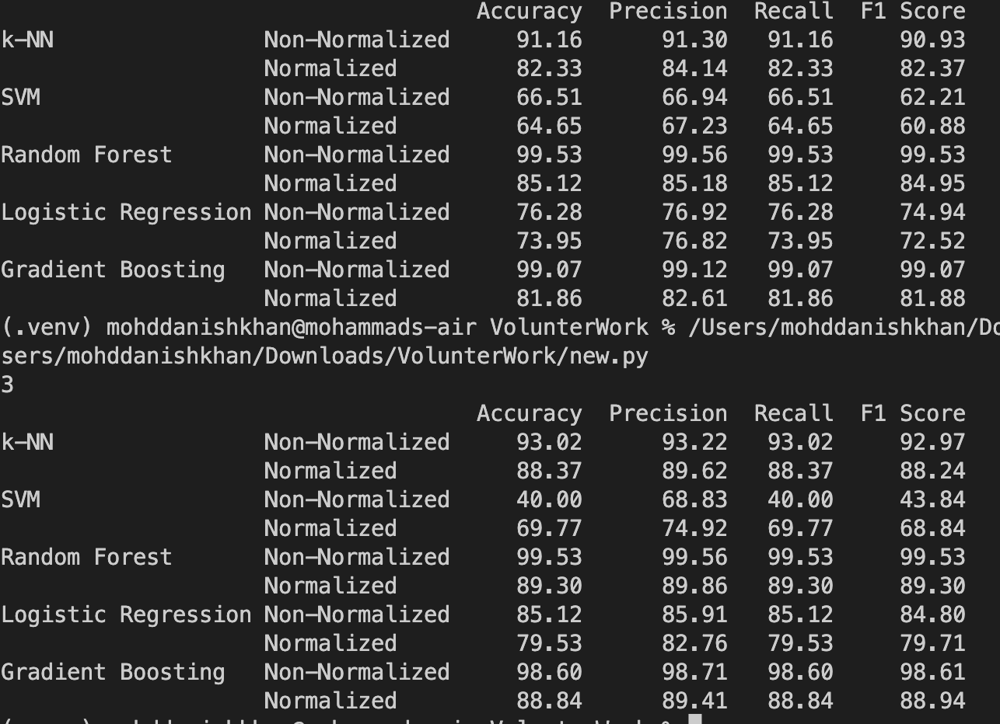 Accuracy Precision Recall F1 Score
k-NN Non-Normalized 91.16 91.30 91.16 90.93
Normalized 82.33 84.14 82.33 82.37
SVM Non-Normalized 66.51 66.94 66.51 62.21
Normalized 64.65 67.23 64.65 60.88
Random Forest Non-Normalized 99.53 99.56 99.53 99.53
Normalized 85.12 85.18 85.12 84.95
Logistic Regression Non-Normalized 76.28 76.92 76.28 74.94
Normalized 73.95 76.82 73.95 72.52
Gradient Boosting Non-Normalized 99.07 99.12 99.07 99.07
Normalized 81.86 82.61 81.86 81.88
(.venv) mohddanishkhan@mohammads-air VolunterWork % /Users/mohddanishkhan/Do
sers/mohddanishkhan/Downloads/VolunterWork/new.py
3
Accuracy Precision Recall F1 Score
k-NN Non-Normalized 93.02 93.22 93.02 92.97
Normalized 88.37 89.62 88.37 88.24
SVM Non-Normalized 40.00 68.83 40.00 43.84
Normalized 69.77 74.92 69.77 68.84
Random Forest Non-Normalized 99.53 99.56 99.53 99.53
Normalized 89.30 89.86 89.30 89.30
Logistic Regression Non-Normalized 85.12 85.91 85.12 84.80
Normalized 79.53 82.76 79.53 79.71
Gradient Boosting Non-Normalized 98.60 98.71 98.60 98.61
Normalized 88.84 89.41 88.84 88.94